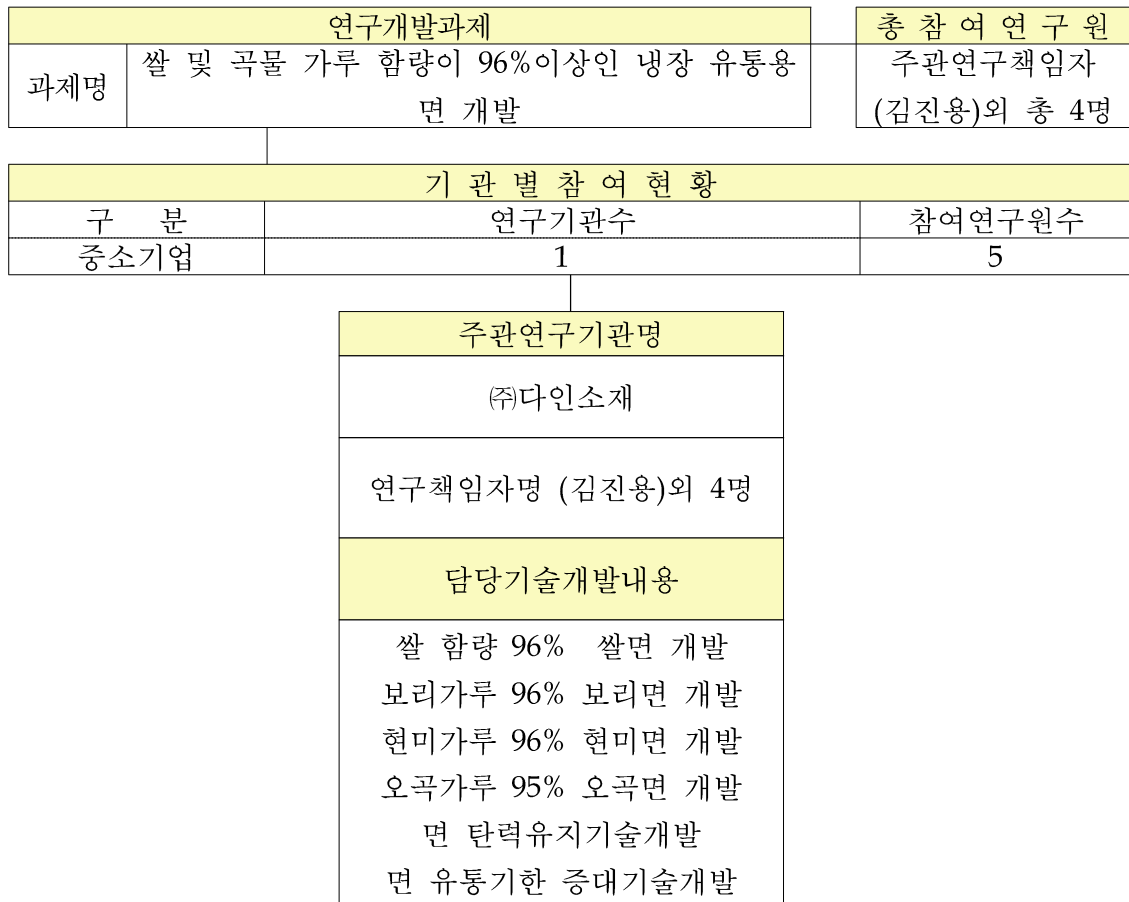 연구개발과제
총 참 여 연 구 원
과제명
쌀 및 곡물 가루 함량이 96%이상인 냉장 유통용
면 개발
주관연구책임자
(김진용)외 총 4명
기 관 별 참 여 현 황
구 분 연구기관수 참여연구원수
중소기업 1 5
주관연구기관명
㈜다인소재
연구책임자명 (김진용)외 4명
담당기술개발내용
쌀 함량 96% 쌀면 개발
보리가루 96% 보리면 개발
현미가루 96% 현미면 개발
오곡가루 95% 오곡면 개발
면 탄력유지기술개발
면 유통기한 증대기술개발